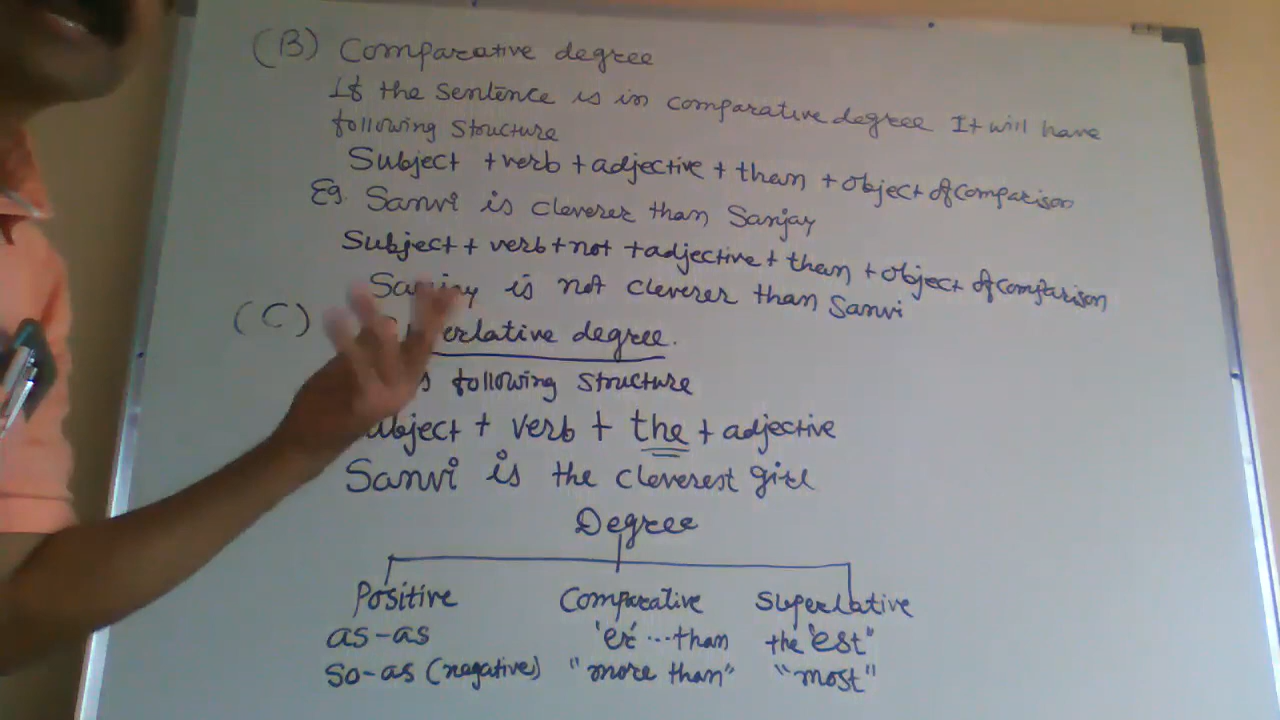 (B) Comparative degree
If the sentence is in comparative degree It will have
following structure
Subject + verb + adjective + than + object of comparison
Eg. Sanvi is cleverer than Sanjay
Subject + verb + not + adjective + than + object of comparison
is not cleverer than Sanvi
(C) degree.
following structure
+ verb + the + adjective
Sanvi is the cleverest girl
Degree
Positive Comparative Superlative
as-as 'er' ... than the 'est"
so-as (negative) "more than" "most"